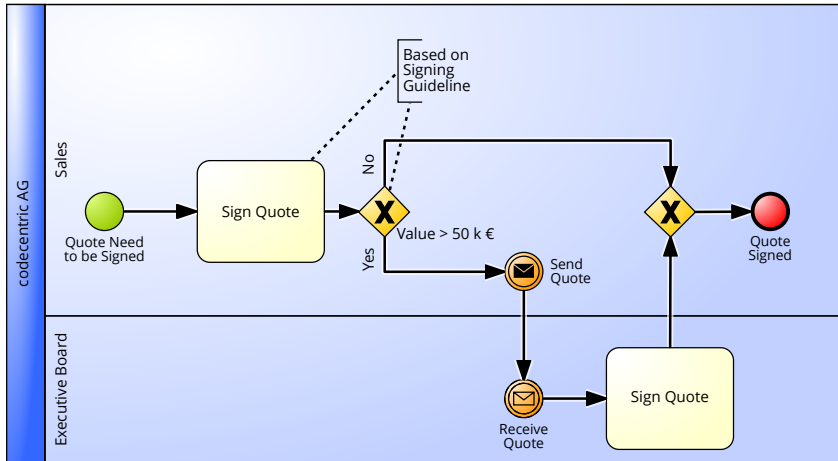 codecentric AG
Sales
Quote Need
to be Signed
Sign Quote
Based on
Signing
Guideline
No
Value > 50 k €
Yes
Send
Quote
Quote
Signed
Executive Board
Receive
Quote
Sign Quote